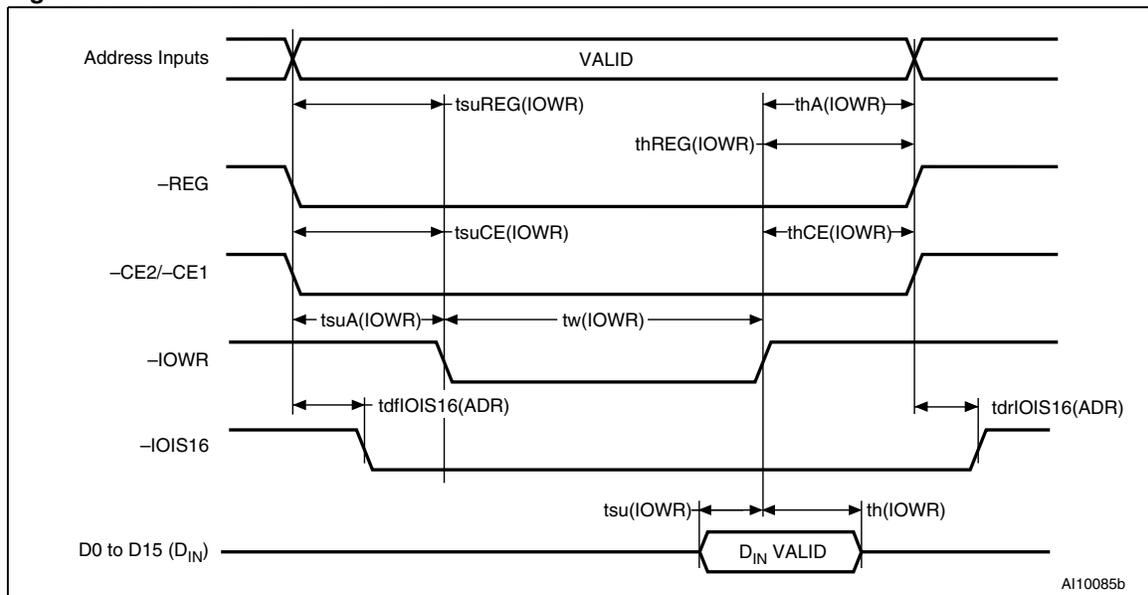 Address Inputs
VALID
tsuREG(IOWR)
thA(IOWR)
thREG(IOWR)
–REG
tsuCE(IOWR)
thCE(IOWR)
–CE2/–CE1
tsuA(IOWR)
tw(IOWR)
–IOWR
tdfIOIS16(ADR)
tdrIOIS16(ADR)
–IOIS16
tsu(IOWR)
th(IOWR)
D0 to D15 (DIN)
DIN VALID
AI10085b